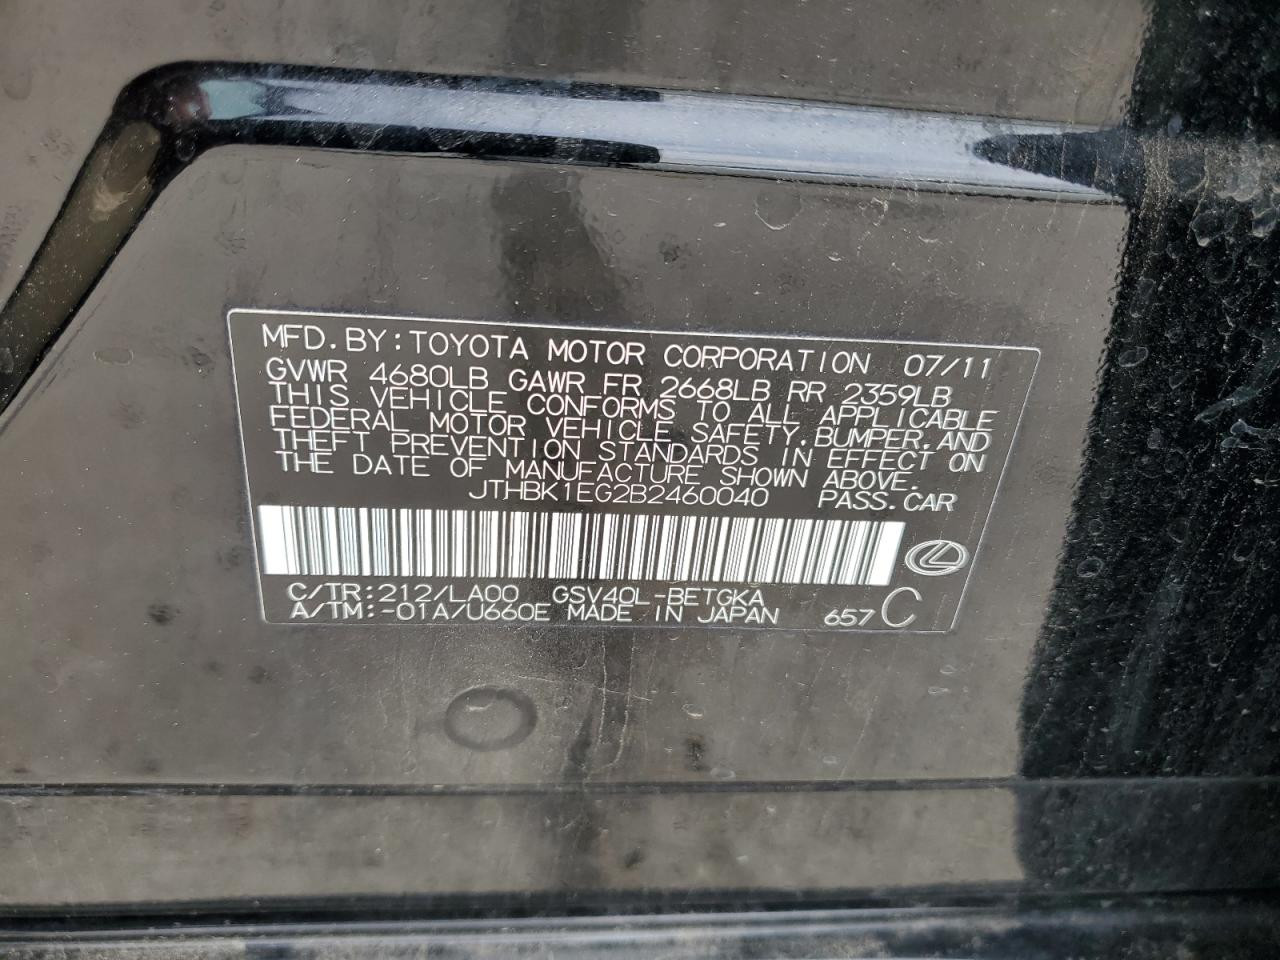 MFD.BY:TOYOTA MOTOR CORPORATION 07/11
GVWR 4680LB GAWR FR 2668LB RR 2359LB
THIS VEHICLE CONFORMS TO ALL APPLICABLE
FEDERAL MOTOR VEHICLE SAFETY,BUMPER,AND
THEFT PREVENTION STANDARDS IN EFFECT ON
THE DATE OF MANUFACTURE SHOWN ABOVE.
JTHBK1EG2B2460040 PASS.CAR
C/TR:212/LA00 GSV40L-BETGKA
A/TM:-01A/U660E MADE IN JAPAN 657 C